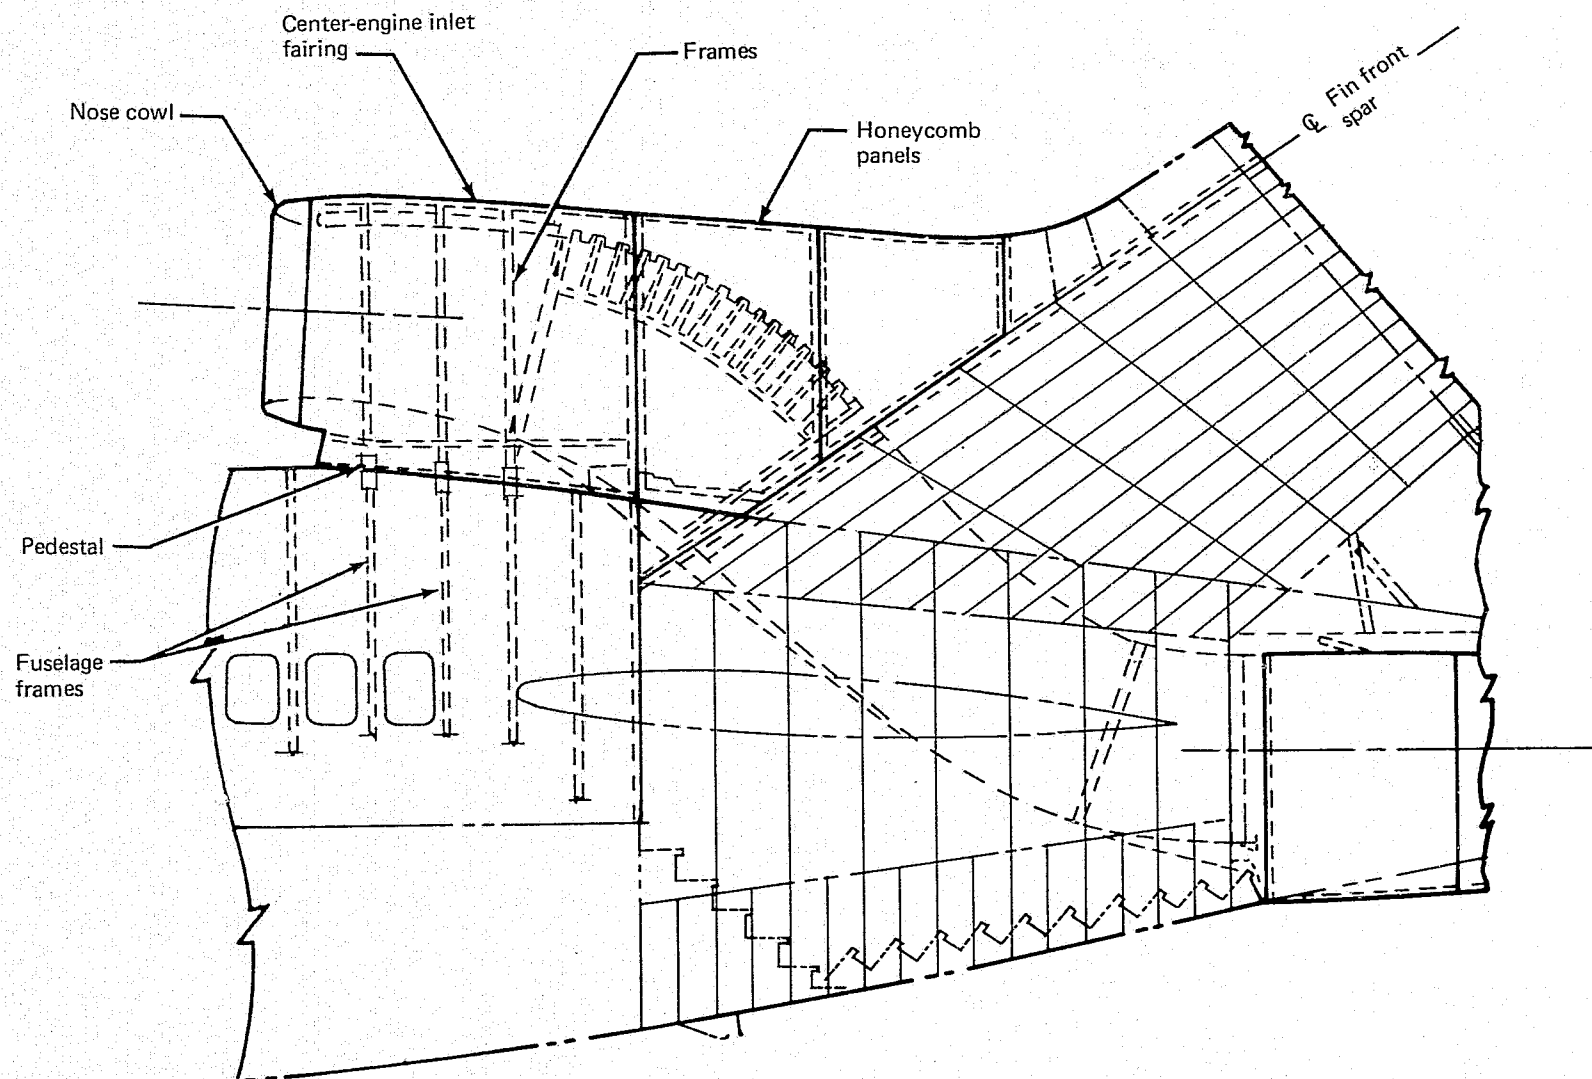 Center-engine inlet
fairing
Frames
Nose cowl
Honeycomb
panels
℄ Fin front
spar
Pedestal
Fuselage
frames